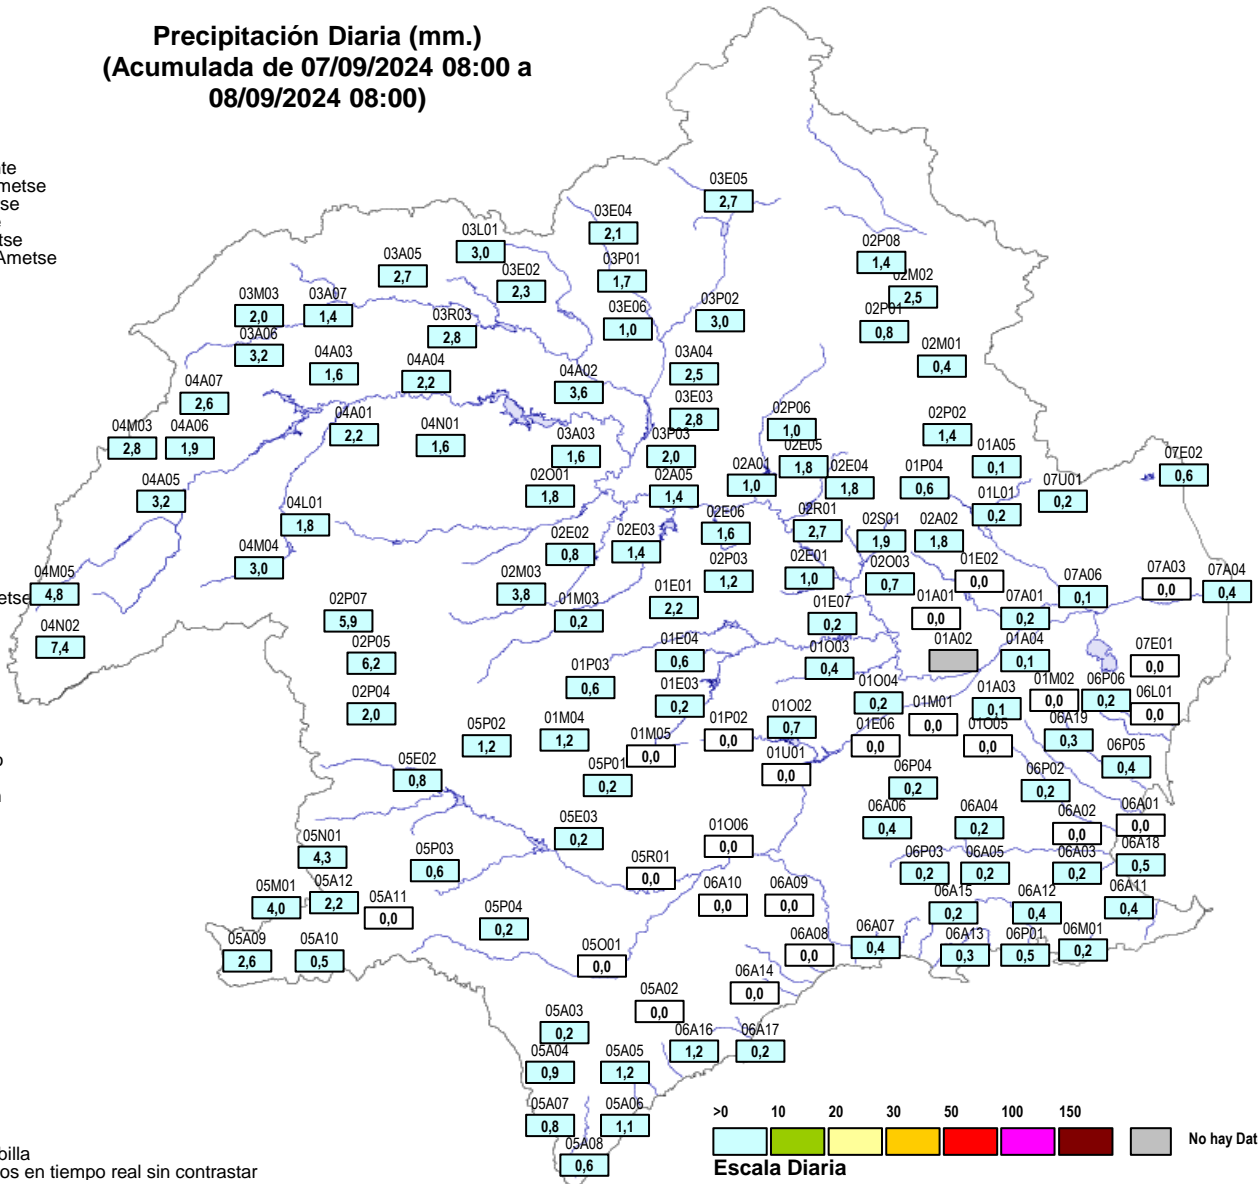 Precipitación Diaria (mm.)
(Acumulada de 07/09/2024 08:00 a
08/09/2024 08:00)
nte
metse
tse
e
tse
Ametse
03E05
2,7
03E04
2,1
03L01
3,0
03A05
2,7
03P01
1,7
02P08
1,4
03E02
2,3
02M02
2,5
03M03
2,0
03A07
1,4
03E06
1,0
03P02
3,0
02P01
0,8
03R03
2,8
03A06
3,2
04A03
1,6
04A04
2,2
04A02
3,6
03A04
2,5
02M01
0,4
04A07
2,6
03E03
2,8
04M03
2,8
04A06
1,9
04A01
2,2
04N01
1,6
03A03
1,6
03P03
2,0
02P06
1,0
02P02
1,4
02E05
1,8
01A05
0,1
07E02
0,6
04A05
3,2
02O01
1,8
02A05
1,4
02A01
1,0
02E04
1,8
01P04
0,6
07U01
0,2
04L01
1,8
01L01
0,2
02E06
1,6
02R01
2,7
02S01
1,9
02A02
1,8
04M04
3,0
02E02
0,8
02E03
1,4
02P03
1,2
02E01
1,0
02O03
0,7
01E02
0,0
07A03
0,0
07A04
0,4
04M05
4,8
etse
02M03
3,8
01M03
0,2
01E01
2,2
01A01
0,0
07A06
0,1
07A01
0,2
02P07
5,9
01E07
0,2
04N02
7,4
02P05
6,2
01E04
0,6
01O03
0,4
01A02
01A04
0,1
07E01
0,0
01P03
0,6
01E03
0,2
01O04
0,2
01M02
0,0
06P06
0,2
06L01
0,0
02P04
2,0
01M01
0,0
01A03
0,1
05P02
1,2
01M04
1,2
01M05
0,0
01P02
0,0
01O02
0,7
01E06
0,0
01O05
0,0
06A19
0,3
o
05E02
0,8
05P01
0,2
01U01
0,0
06P04
0,2
06P02
0,2
06P05
0,4
05E03
0,2
01O06
0,0
06A06
0,4
06A04
0,2
06A02
0,0
06A01
0,0
05N01
4,3
05P03
0,6
05R01
0,0
06P03
0,2
06A05
0,2
06A03
0,2
06A18
0,5
05M01
4,0
05A12
2,2
05A11
0,0
06A10
0,0
06A09
0,0
06A15
0,2
06A12
0,4
06A11
0,4
05P04
0,2
05A09
2,6
05A10
0,5
05O01
0,0
06A08
0,0
06A07
0,4
06A13
0,3
06P01
0,5
06M01
0,2
05A02
0,0
06A14
0,0
05A03
0,2
06A16
1,2
06A17
0,2
05A04
0,9
05A05
1,2
05A07
0,8
05A06
1,1
05A08
0,6
>0 10 20 30 50 100 150
No hay Dat
Escala Diaria
billa
os en tiempo real sin contrastar